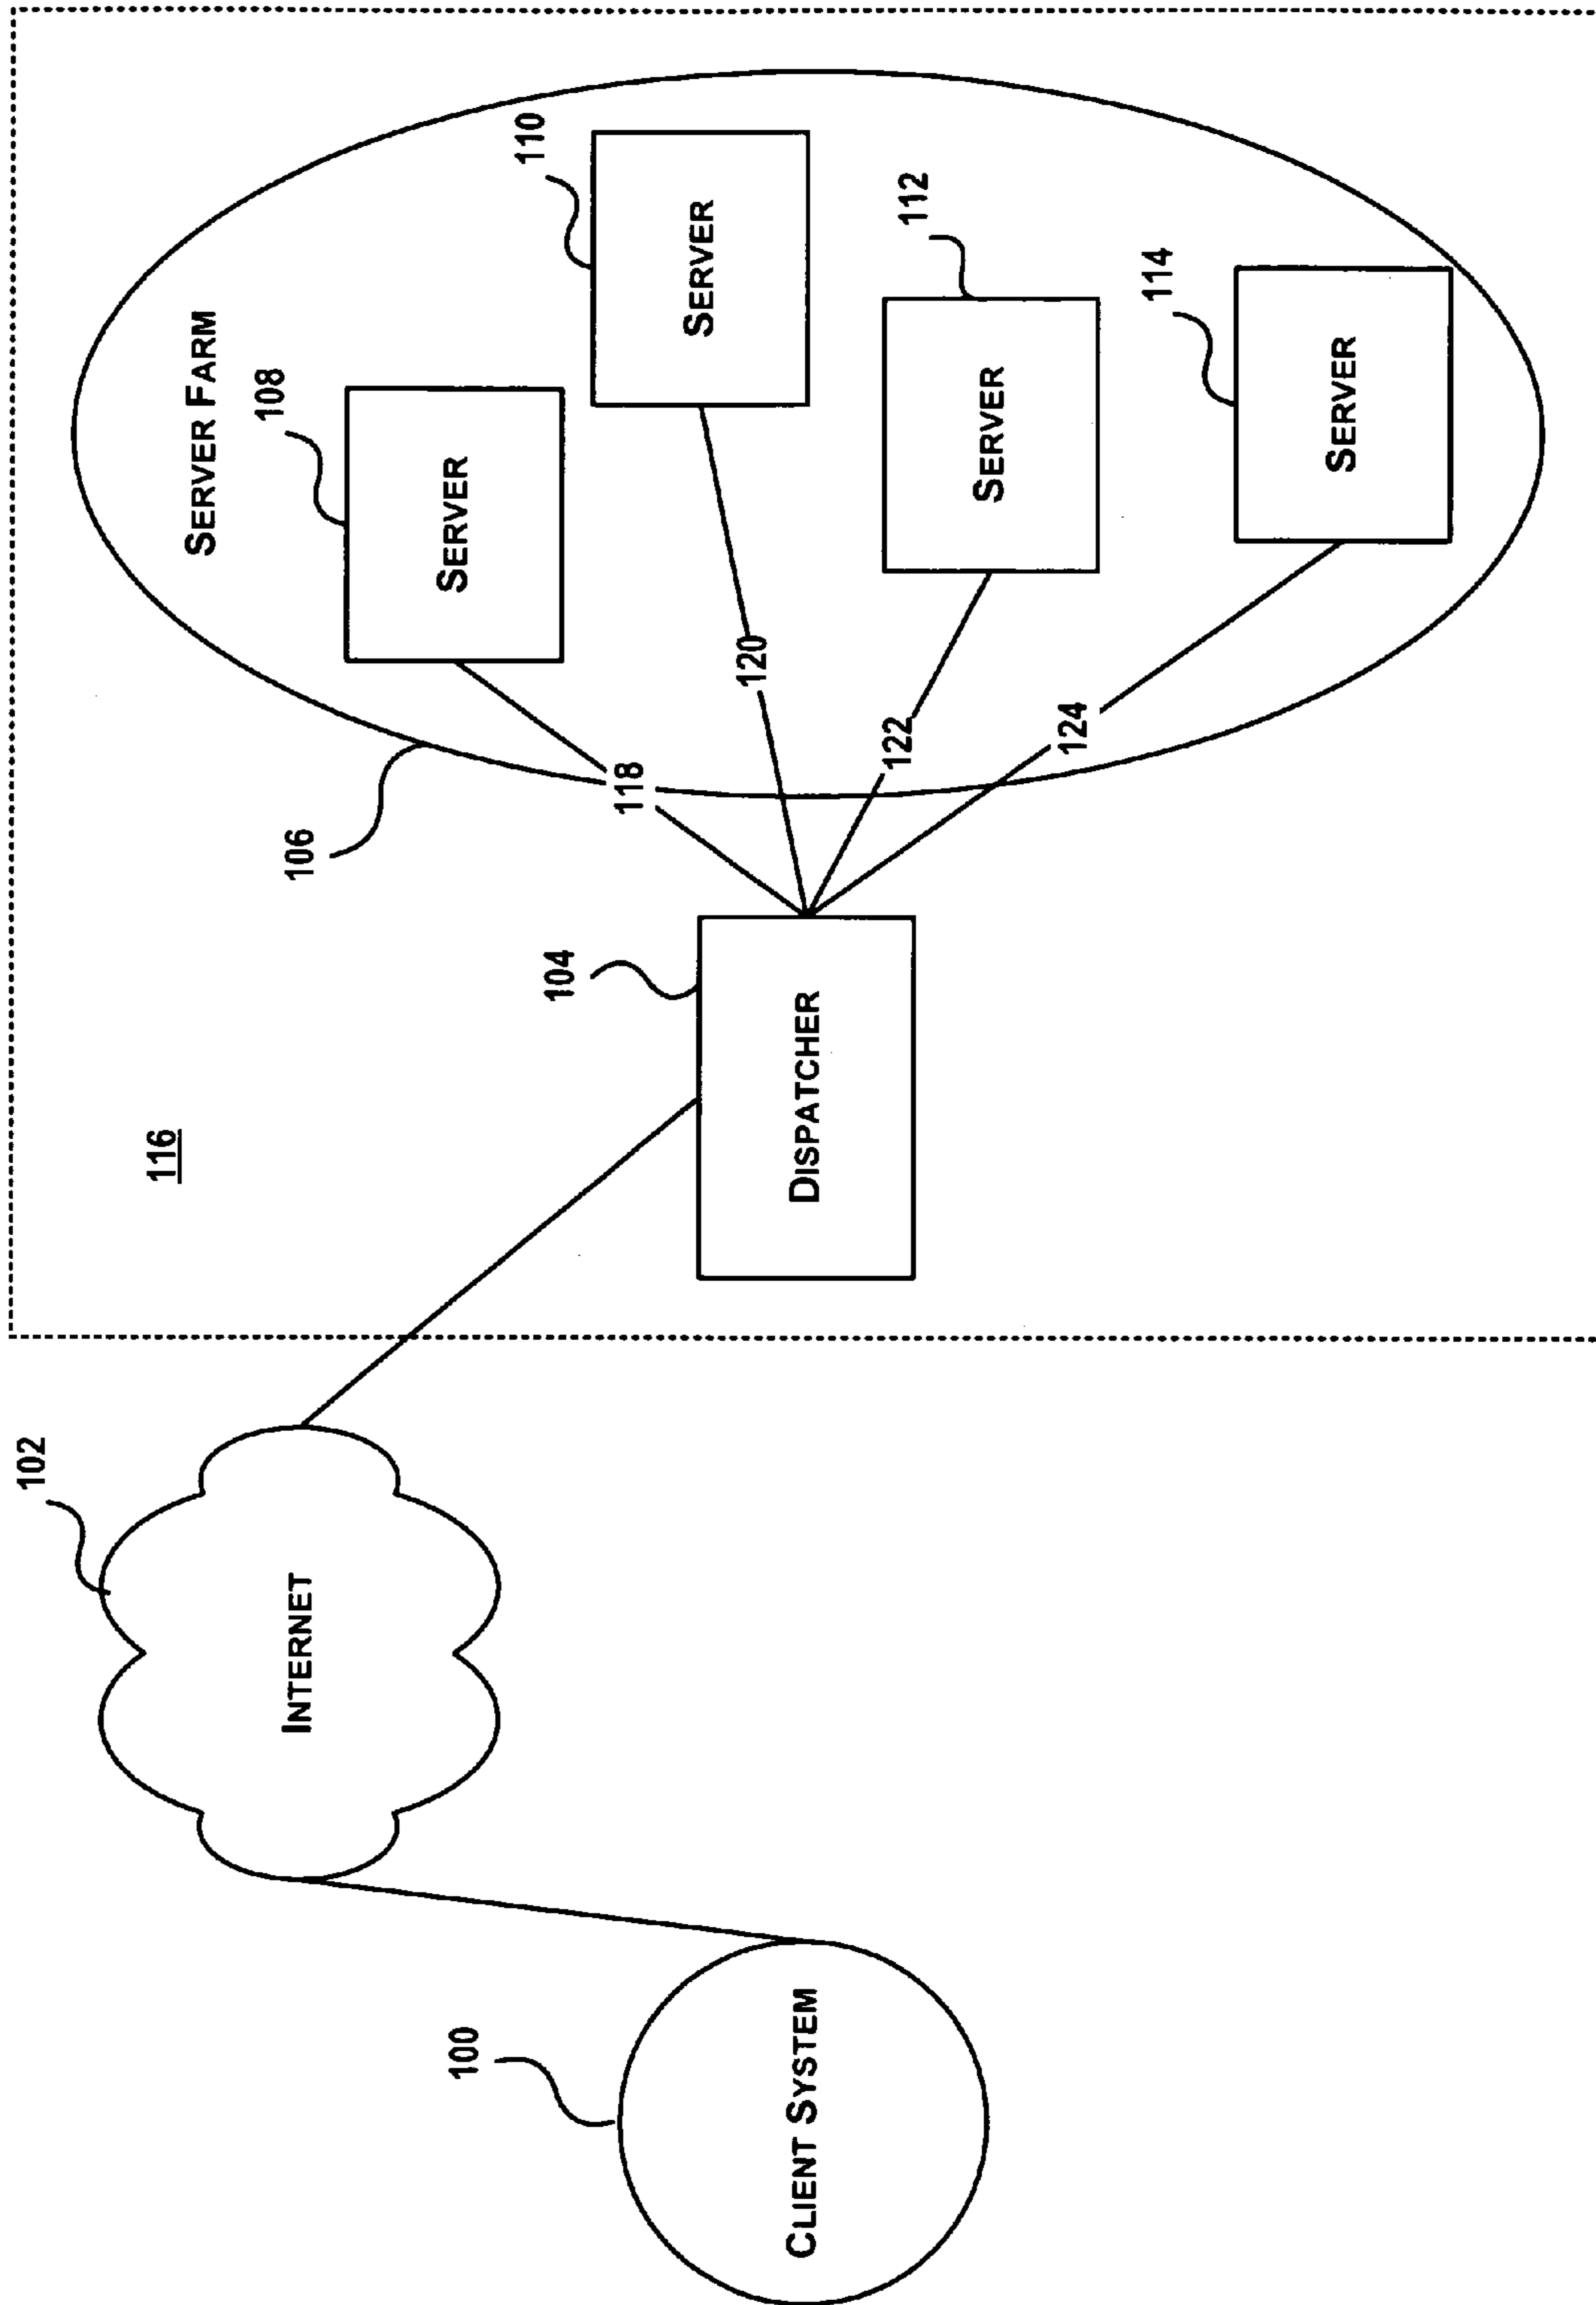 116
SERVER FARM
102
INTERNET
106
108
SERVER
110
SERVER
118
120
104
DISPATCHER
100
CLIENT SYSTEM
122
112
SERVER
124
114
SERVER